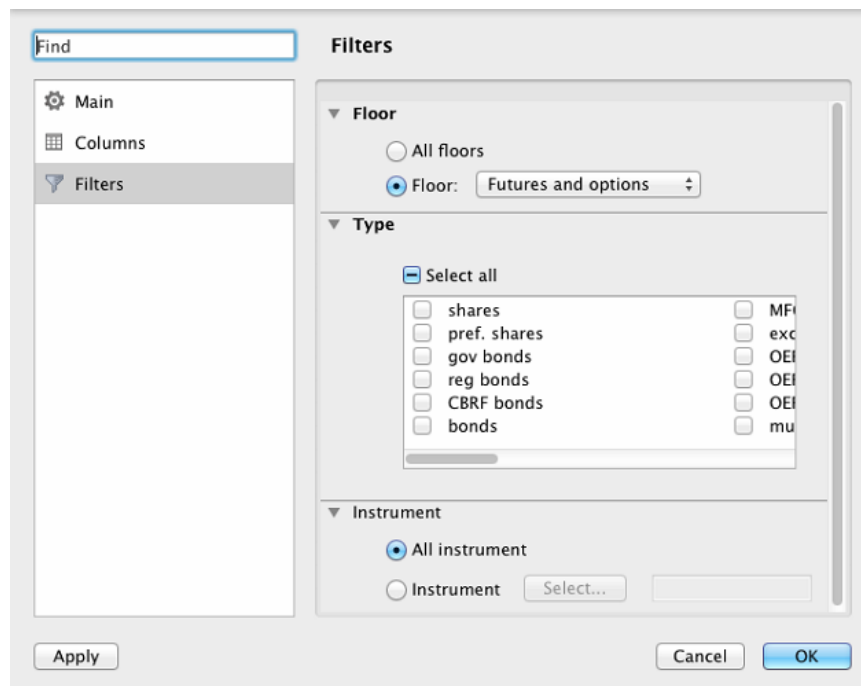 Find
Filters
Main
Columns
Filters
Floor
All floors
Floor: Futures and options
Type
Select all
shares
pref. shares
gov bonds
reg bonds
CBRF bonds
bonds
Instrument
All instrument
Instrument Select...
Apply
Cancel OK